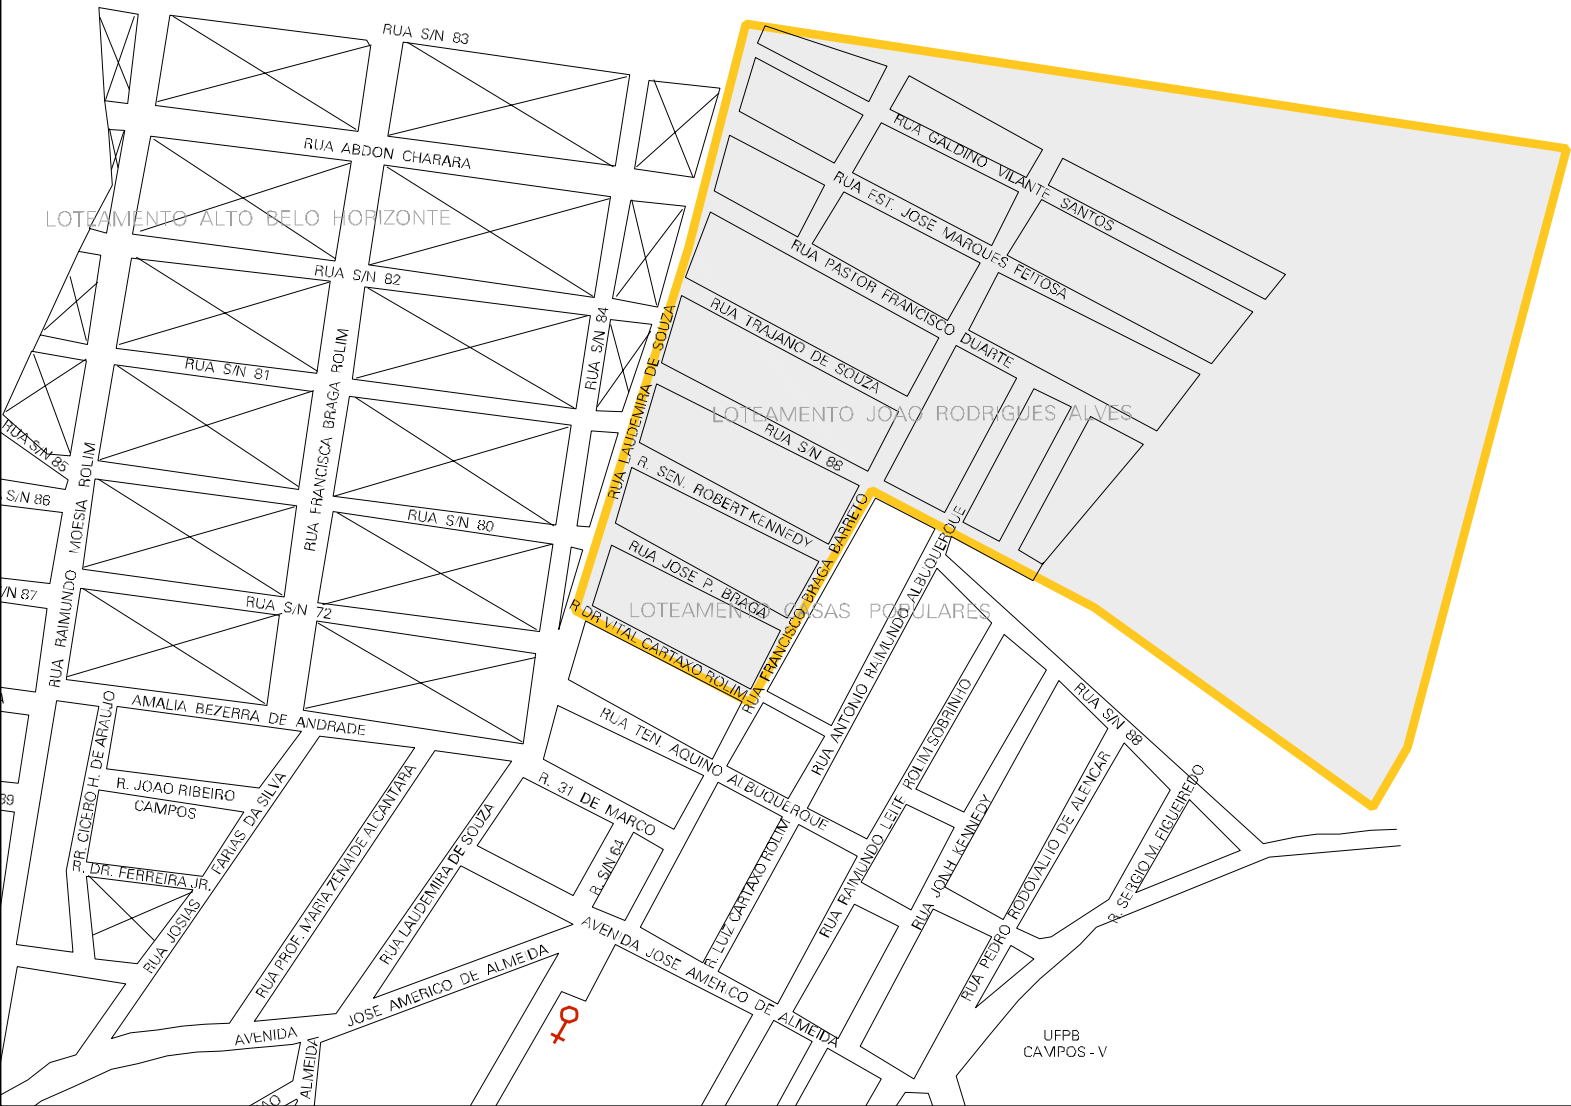 RUA S/N 83
RUA ABDON CHARARA
LOTEAMENTO ALTO BELO HORIZONTE
RUA S/N 82
RUA S/N 84
RUA S/N 81
RUA FRANCISCA BRAGA ROLIM
RUA S/N 85
S/N 86
RUA RAIMUNDO MOESIA ROLIM
RUA S/N 80
/N 87
RUA S/N 72
AMALIA BEZERRA DE ANDRADE
RUA GALDINO VILANTE SANTOS
RUA EST. JOSE MARQUES FEITOSA
RUA PASTOR FRANCISCO DUARTE
RUA TRAJANO DE SOUZA
RUA LAUDEMIRA DE SOUZA
LOTEAMENTO JOAO RODRIGUES ALVES
RUA S/N 88
R. SEN. ROBERT KENNEDY
RUA JOSE P. BRAGA
LOTEAMENTO CASAS POPULARES
R DR VITAL CARTAXO ROLIM
RUA FRANCISCO BRAGA BARRETO
RUA ANTONIO RAIMUNDO ALBUQUERQUE
RUA TEN. AQUINO ALBUQUERQUE
RUA S/N 88
R. 31 DE MARCO
R. S/N 64
R. LUIZ CARTAXO ROLIM
RUA RAIMUNDO LEITE ROLIM SOBRINHO
RUA JONH KENNEDY
RUA PEDRO RODOVALHO DE ALENCAR
R. SERGIO M. FIGUEIREDO
R. CICERO H. DE ARAUJO
R. JOAO RIBEIRO
CAMPOS
R. DR. FERREIRA JR.
RUA JOSIAS FARIAS DA SILVA
RUA PROF. MARIA ZENAIDE ALCANTARA
RUA LAUDEMIRA DE SOUZA
39
AVENIDA JOSE AMERICO DE ALMEIDA
AVENIDA JOSE AMERICO DE ALMEIDA
ALMEIDA
UFPB
CAMPOS - V